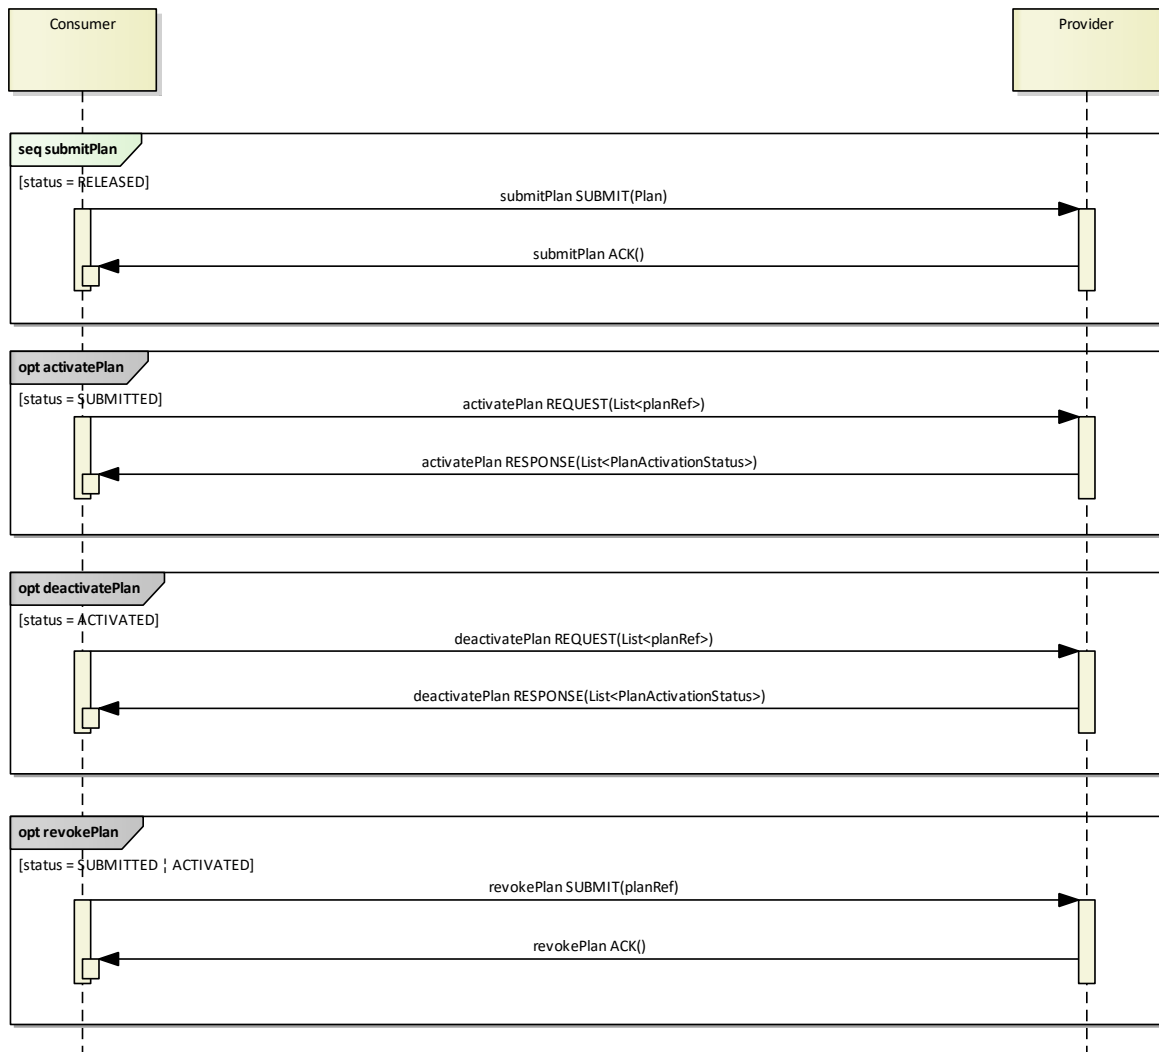 Consumer
Provider
seq submitPlan
[status = RELEASED]
submitPlan SUBMIT(Plan)
submitPlan ACK()
opt activatePlan
[status = SUBMITTED]
activatePlan REQUEST(List<planRef>)
activatePlan RESPONSE(List<PlanActivationStatus>)
opt deactivatePlan
[status = ACTIVATED]
deactivatePlan REQUEST(List<planRef>)
deactivatePlan RESPONSE(List<PlanActivationStatus>)
opt revokePlan
[status = SUBMITTED ¦ ACTIVATED]
revokePlan SUBMIT(planRef)
revokePlan ACK()